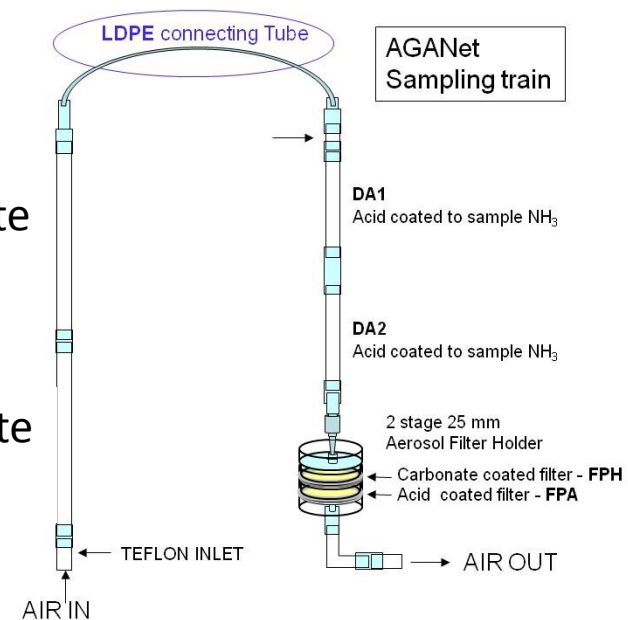 LDPE connecting Tube
AGANet
Sampling train
te
DA1
Acid coated to sample NH₃
DA2
Acid coated to sample NH₃
te
2 stage 25 mm
Aerosol Filter Holder
Carbonate coated filter - FPH
Acid coated filter - FPA
TEFLON INLET
AIR OUT
AIR IN